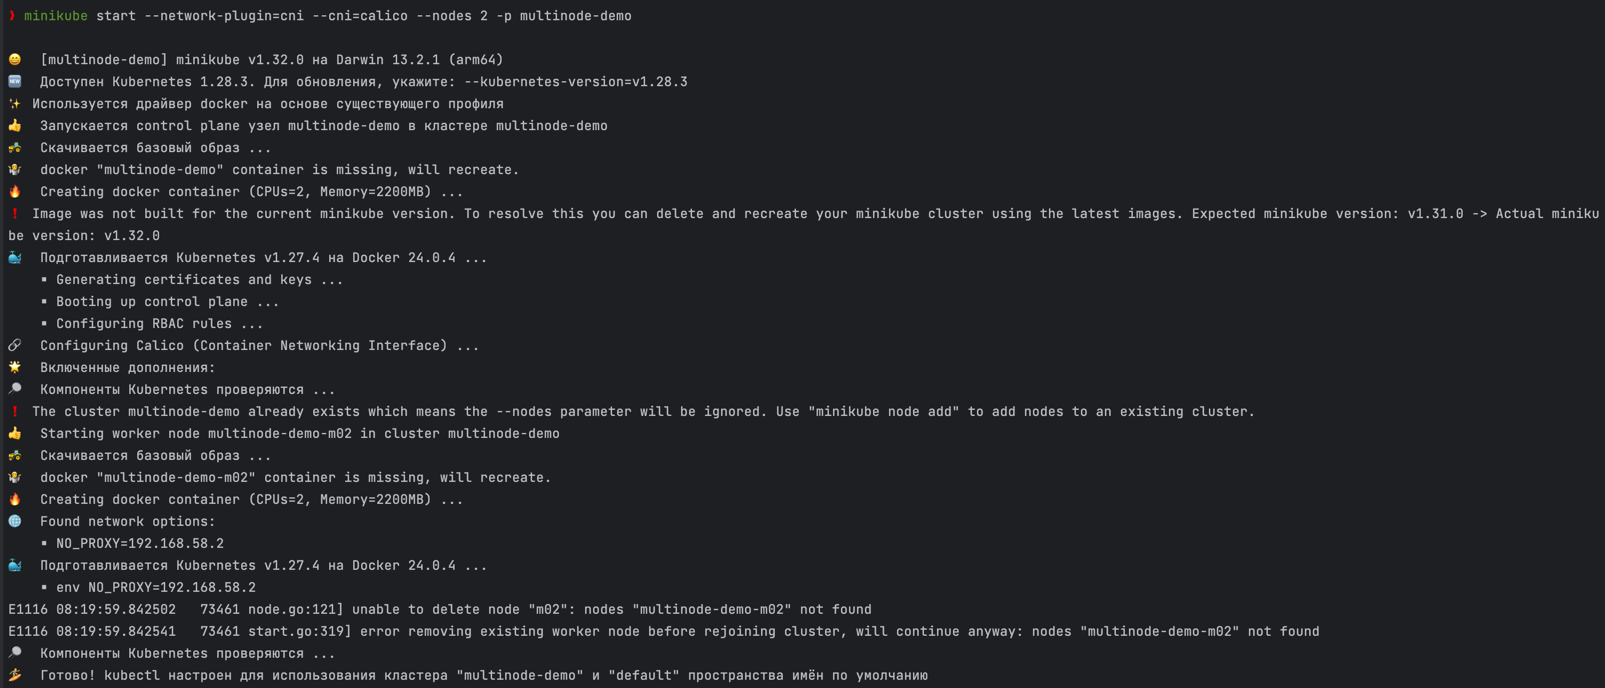 ❯ minikube start --network-plugin=cni --cni=calico --nodes 2 -p multinode-demo
😄 [multinode-demo] minikube v1.32.0 на Darwin 13.2.1 (arm64)
🆕 Доступен Kubernetes 1.28.3. Для обновления, укажите: --kubernetes-version=v1.28.3
✨ Используется драйвер docker на основе существующего профиля
👍 Запускается control plane узел multinode-demo в кластере multinode-demo
🚜 Скачивается базовый образ ...
🤷 docker "multinode-demo" container is missing, will recreate.
🔥 Creating docker container (CPUs=2, Memory=2200MB) ...
❗ Image was not built for the current minikube version. To resolve this you can delete and recreate your minikube cluster using the latest images. Expected minikube version: v1.31.0 -> Actual miniku
be version: v1.32.0
🐳 Подготавливается Kubernetes v1.27.4 на Docker 24.0.4 ...
▪ Generating certificates and keys ...
▪ Booting up control plane ...
▪ Configuring RBAC rules ...
🔗 Configuring Calico (Container Networking Interface) ...
🌟 Включенные дополнения:
🔎 Компоненты Kubernetes проверяются ...
❗ The cluster multinode-demo already exists which means the --nodes parameter will be ignored. Use "minikube node add" to add nodes to an existing cluster.
👍 Starting worker node multinode-demo-m02 in cluster multinode-demo
🚜 Скачивается базовый образ ...
🤷 docker "multinode-demo-m02" container is missing, will recreate.
🔥 Creating docker container (CPUs=2, Memory=2200MB) ...
🌐 Found network options:
▪ NO_PROXY=192.168.58.2
🐳 Подготавливается Kubernetes v1.27.4 на Docker 24.0.4 ...
▪ env NO_PROXY=192.168.58.2
E1116 08:19:59.842502   73461 node.go:121] unable to delete node "m02": nodes "multinode-demo-m02" not found
E1116 08:19:59.842541   73461 start.go:319] error removing existing worker node before rejoining cluster, will continue anyway: nodes "multinode-demo-m02" not found
🔎 Компоненты Kubernetes проверяются ...
🏄 Готово! kubectl настроен для использования кластера "multinode-demo" и "default" пространства имён по умолчанию